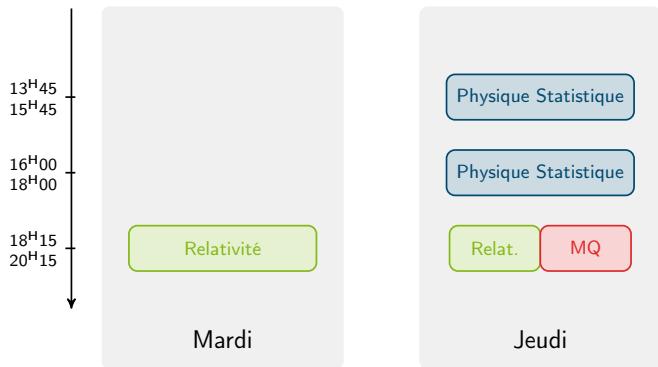 13H45
15H45
Physique Statistique
16H00
18H00
Physique Statistique
18H15
20H15
Relativité
Relat.
MQ
Mardi
Jeudi